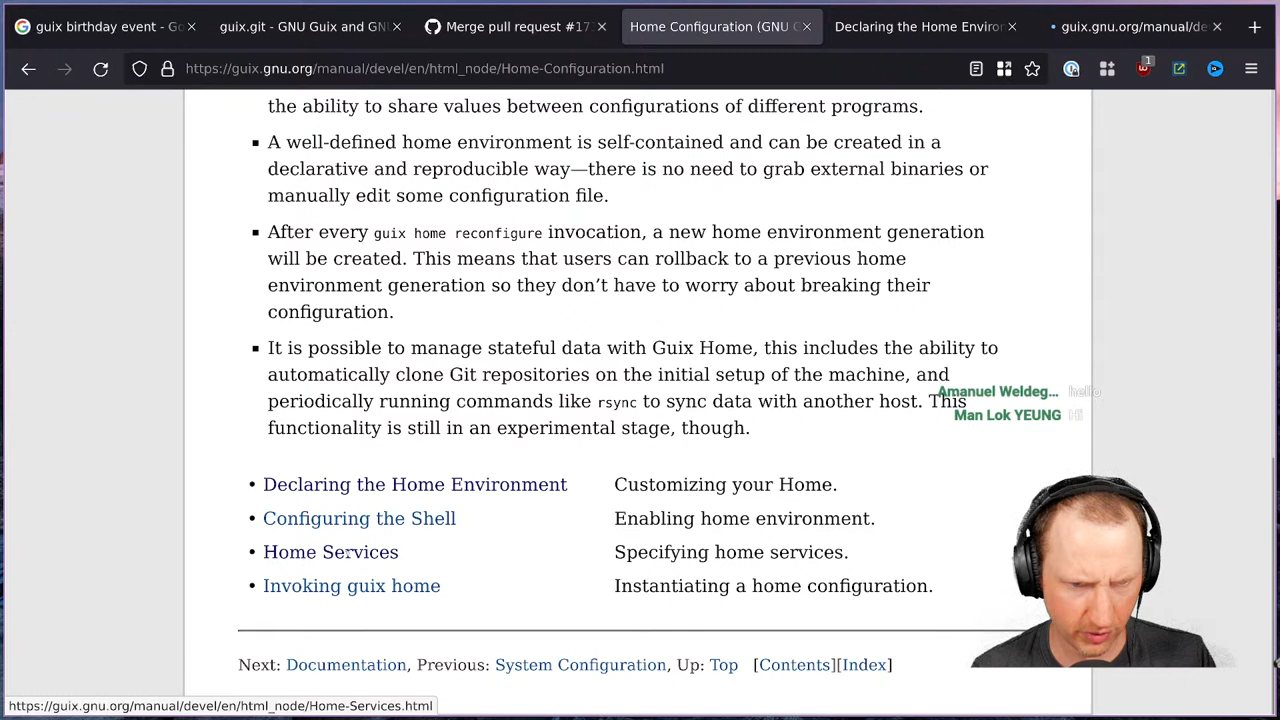 guix birthday event - Go
guix.git - GNU Guix and GNU
Merge pull request #17
Home Configuration (GNU G
Declaring the Home Environ
guix.gnu.org/manual/de
https://guix.gnu.org/manual/devel/en/html_node/Home-Configuration.html
1
the ability to share values between configurations of different programs.
▪ A well-defined home environment is self-contained and can be created in a
declarative and reproducible way—there is no need to grab external binaries or
manually edit some configuration file.
▪ After every guix home reconfigure invocation, a new home environment generation
will be created. This means that users can rollback to a previous home
environment generation so they don’t have to worry about breaking their
configuration.
▪ It is possible to manage stateful data with Guix Home, this includes the ability to
automatically clone Git repositories on the initial setup of the machine, and
periodically running commands like rsync to sync data with another host. This
functionality is still in an experimental stage, though.
Amanuel Weldeg... hello
Man Lok YEUNG Hi
• Declaring the Home Environment Customizing your Home.
• Configuring the Shell Enabling home environment.
• Home Services Specifying home services.
• Invoking guix home Instantiating a home configuration.
Next: Documentation, Previous: System Configuration, Up: Top [Contents][Index]
https://guix.gnu.org/manual/devel/en/html_node/Home-Services.html